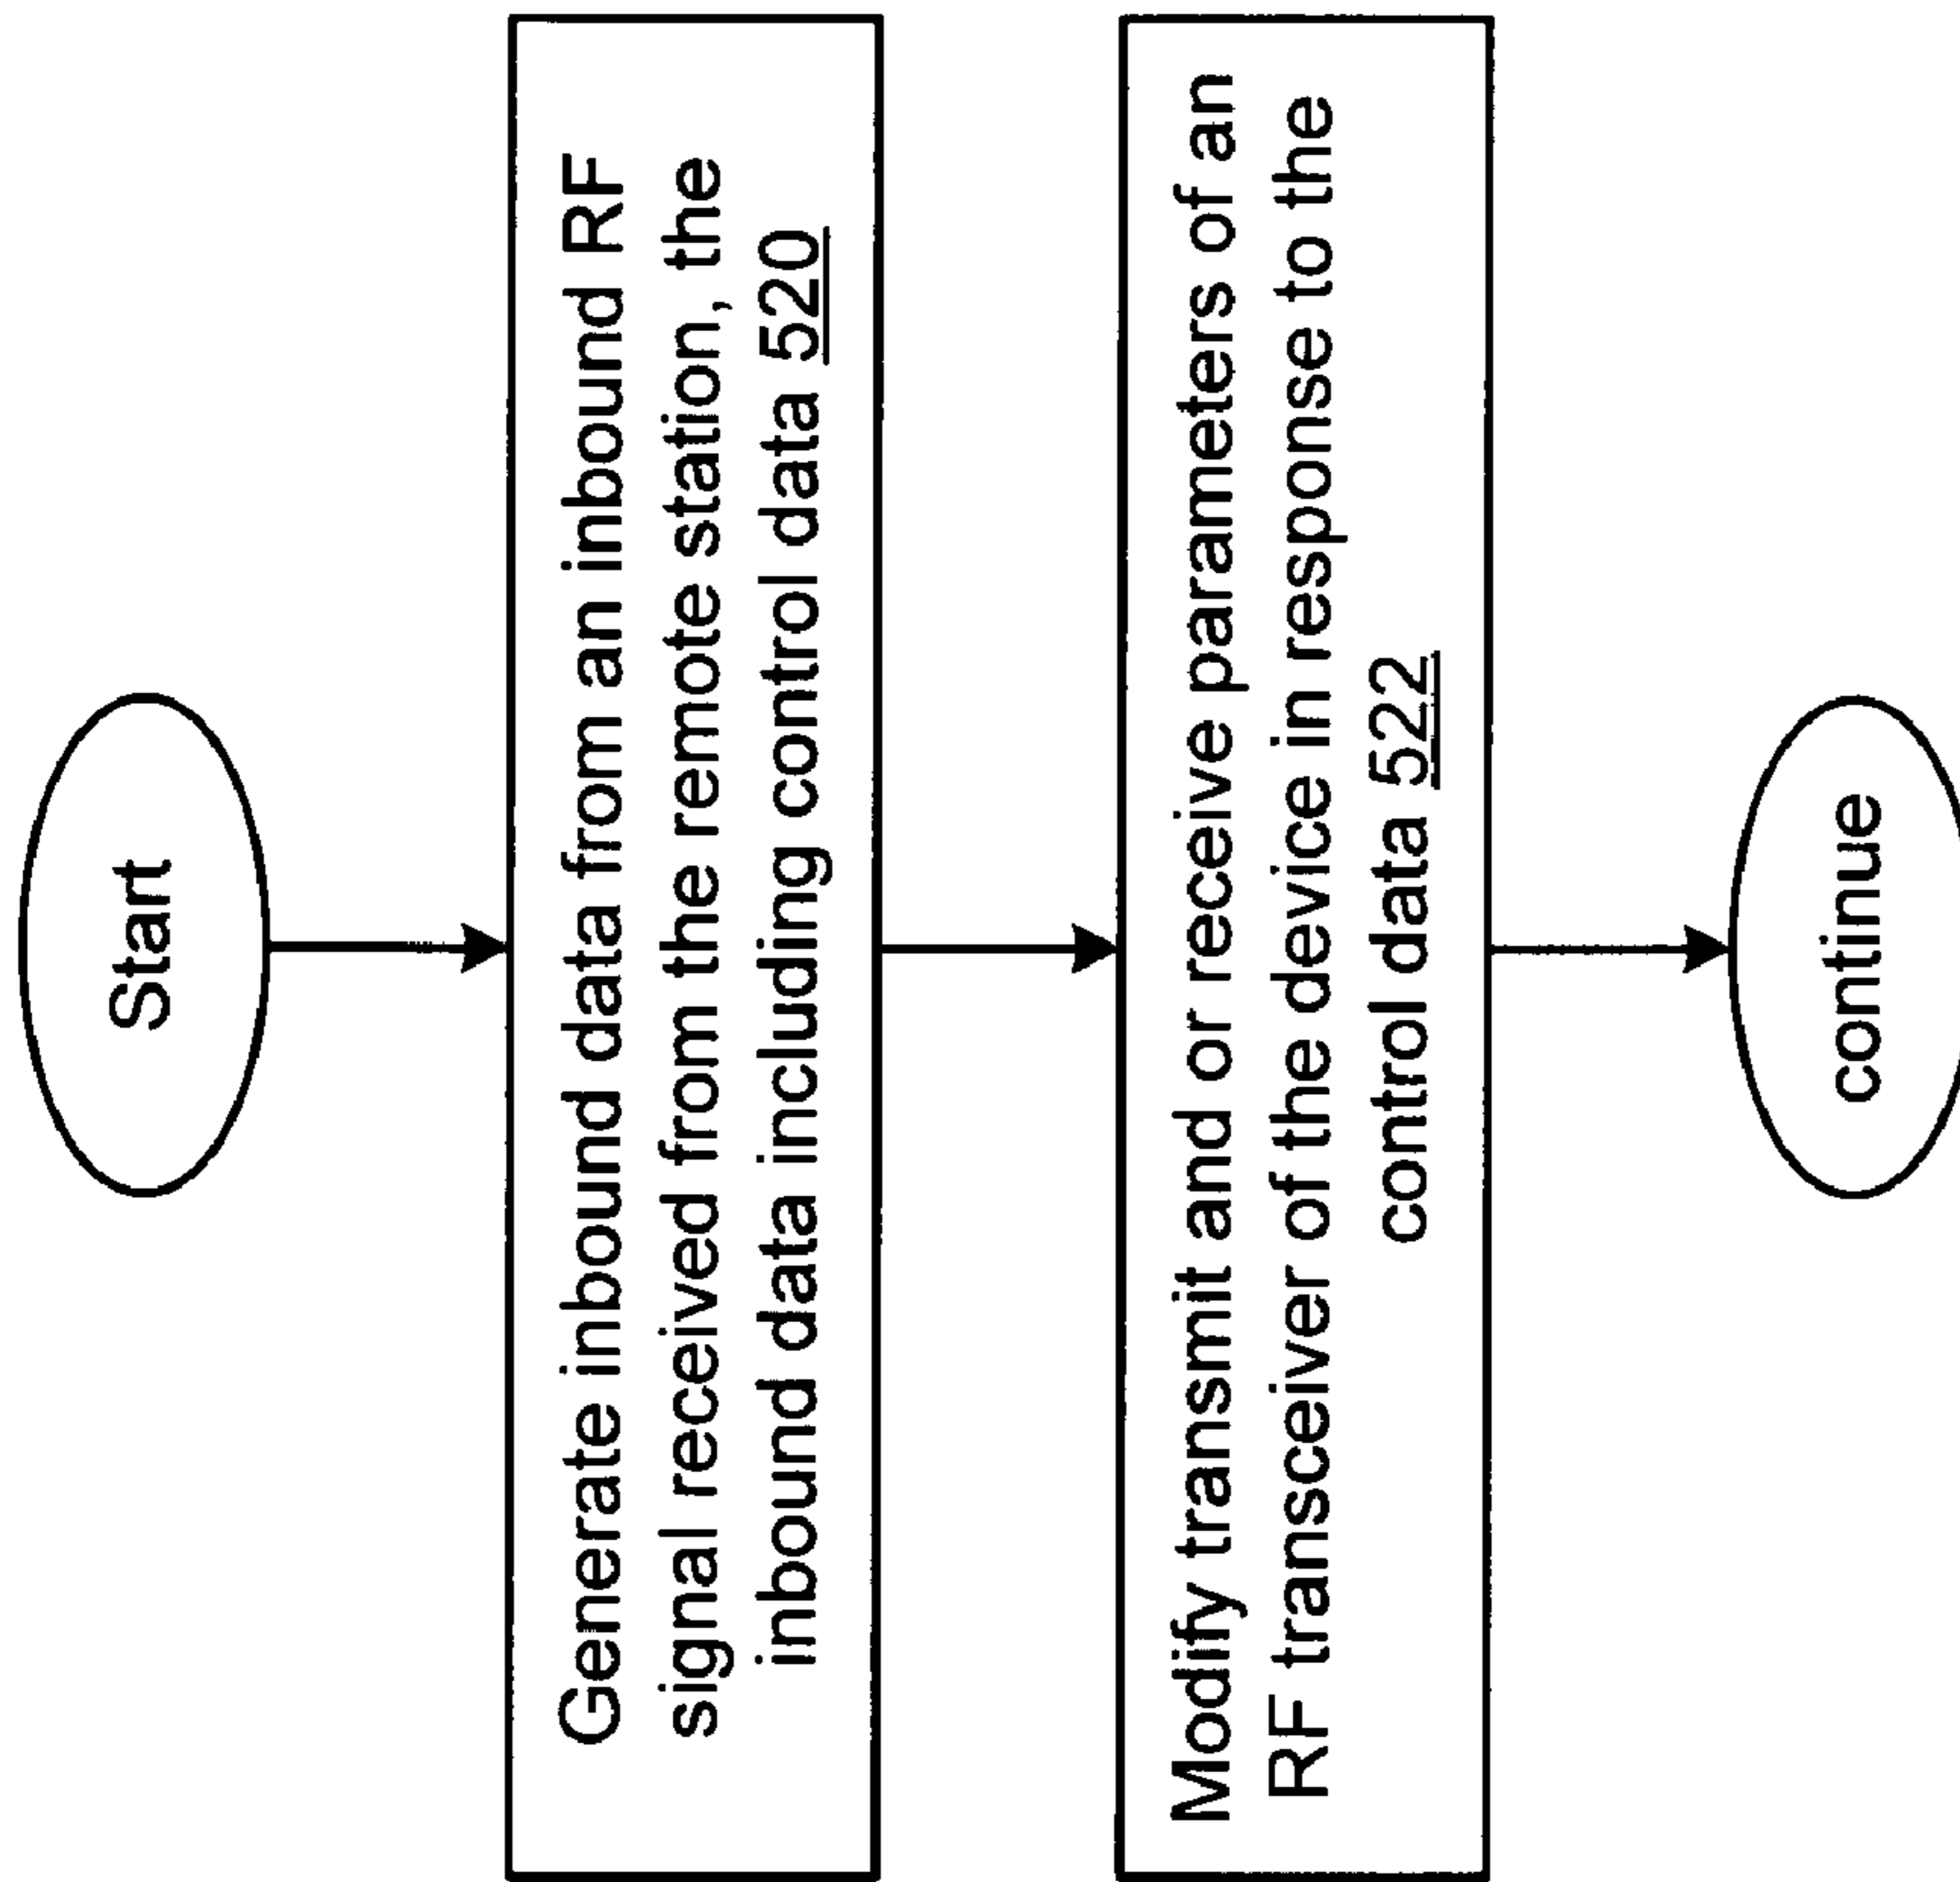 Start
Generate inbound data from an inbound RF
signal received from the remote station, the
inbound data including control data 520
Modify transmit and or receive parameters of an
RF transceiver of the device in response to the
control data 522
continue